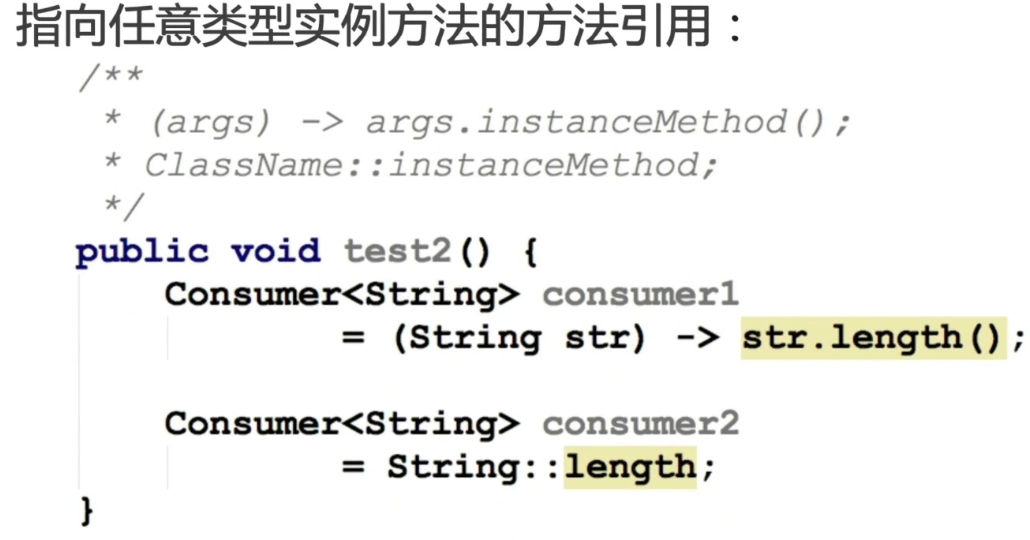 指向任意类型实例方法的方法引用：
/**
* (args) -> args.instanceMethod();
* ClassName::instanceMethod;
*/
public void test2() {
Consumer<String> consumer1
= (String str) -> str.length();
Consumer<String> consumer2
= String::length;
}